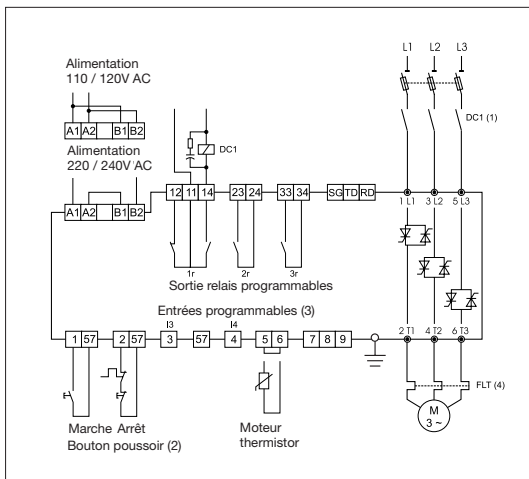 Alimentation
110 / 120V AC
A1 A2 B1 B2
Alimentation
220 / 240V AC
A1 A2 B1 B2
DC1
12 11 14 23 24 33 34 SG TD RD
1r 2r 3r
Sortie relais programmables
Entrées programmables (3)
I3 I4
1 57 2 57 3 57 4 5 6 7 8 9
Marche Arrêt
Bouton poussoir (2)
Moteur
thermistor
L1 L2 L3
DC1 (1)
1 L1 3 L2 5 L3
2 T1 4 T2 6 T3
FLT (4)
M
3 ~